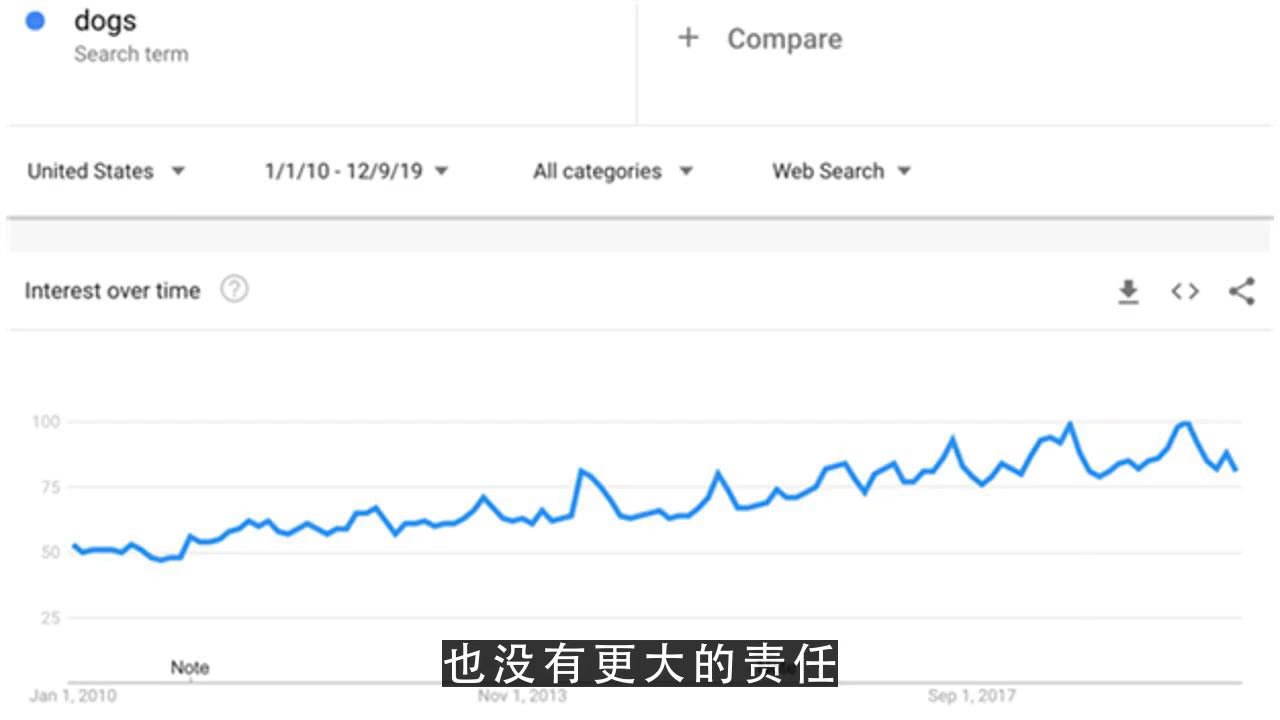 dogs
Search term
+ Compare
United States
1/1/10 - 12/9/19
All categories
Web Search
Interest over time
?
100
75
50
25
Note
也没有更大的责任
Jan 1, 2010
Nov 1, 2013
Sep 1, 2017